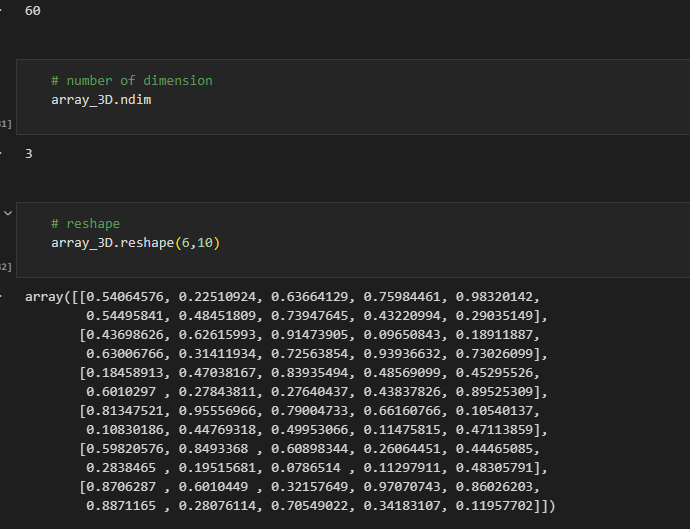 60
# number of dimension
array_3D.ndim
31]
3
# reshape
array_3D.reshape(6,10)
32]
array([[0.54064576, 0.22510924, 0.63664129, 0.75984461, 0.98320142,
0.54495841, 0.48451809, 0.73947645, 0.43220994, 0.29035149],
[0.43698626, 0.62615993, 0.91473905, 0.09650843, 0.18911887,
0.63006766, 0.31411934, 0.72563854, 0.93936632, 0.73026099],
[0.18458913, 0.47038167, 0.83935494, 0.48569099, 0.45295526,
0.6010297 , 0.27843811, 0.27640437, 0.43837826, 0.89525309],
[0.81347521, 0.95556966, 0.79004733, 0.66160766, 0.10540137,
0.10830186, 0.44769318, 0.49953066, 0.11475815, 0.47113859],
[0.59820576, 0.8493368 , 0.60898344, 0.26064451, 0.44465085,
0.2838465 , 0.19515681, 0.0786514 , 0.11297911, 0.48305791],
[0.8706287 , 0.6010449 , 0.32157649, 0.97070743, 0.86026203,
0.8871165 , 0.28076114, 0.70549022, 0.34183107, 0.11957702]])